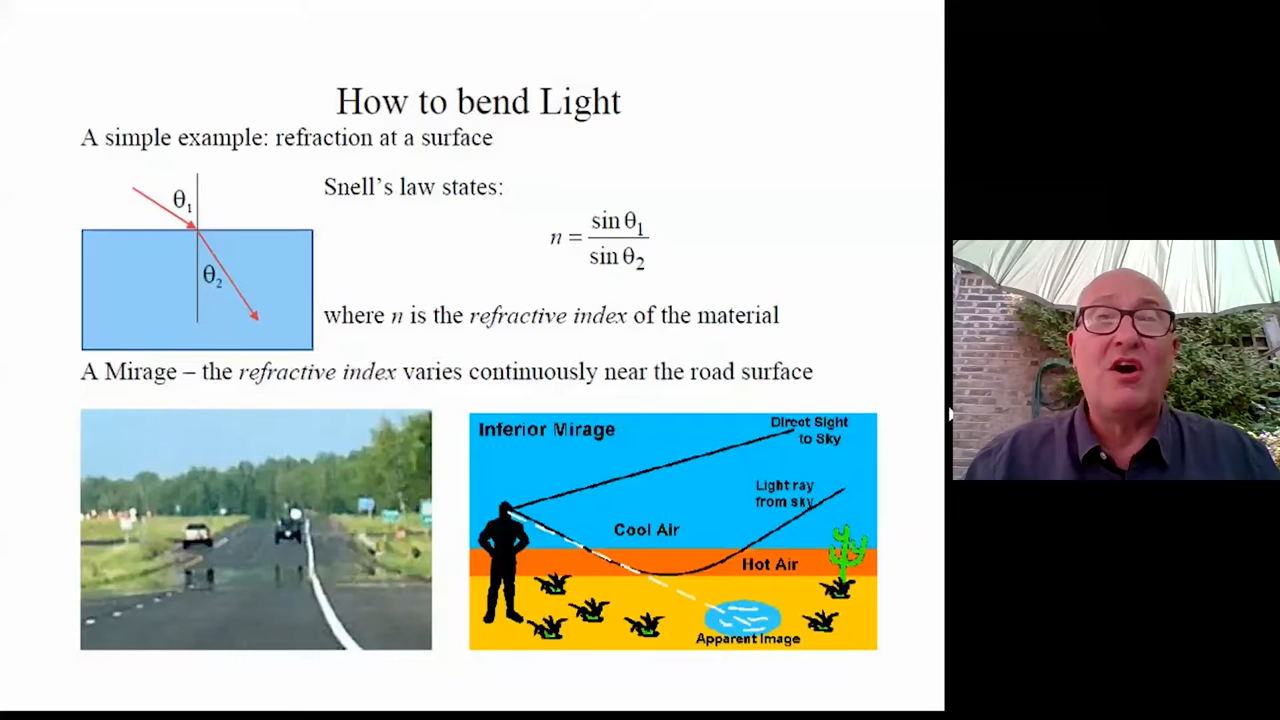 How to bend Light
A simple example: refraction at a surface
θ1
θ2
Snell's law states:
n = sin θ1 / sin θ2
where n is the refractive index of the material
A Mirage – the refractive index varies continuously near the road surface
Inferior Mirage
Direct Sight
to Sky
Light ray
from sky
Cool Air
Hot Air
Apparent Image